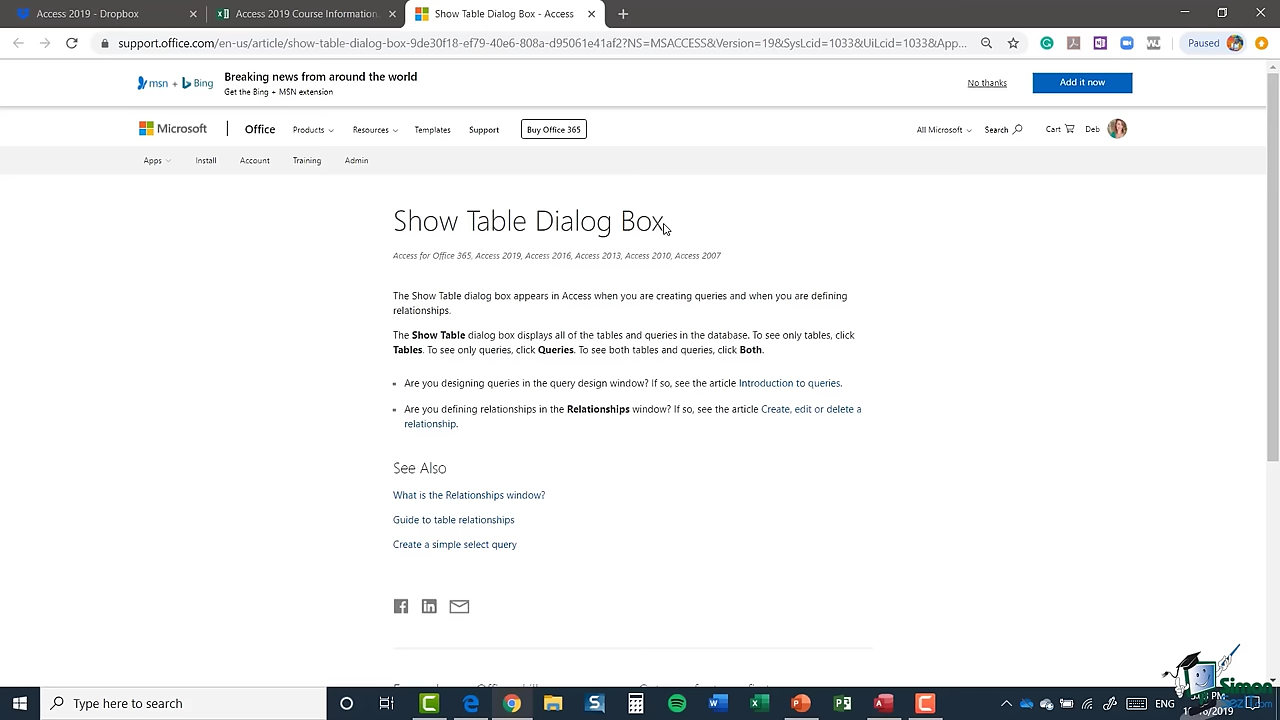 Access 2019 - Dropbox
Access 2019 Course Information.
Show Table Dialog Box - Access
support.office.com/en-us/article/show-table-dialog-box-9de30f18-ef79-40e6-808a-d95061e41af2?NS=MSACCESS&Version=19&SysLcid=1033&UiLcid=1033&App...
Paused
msn + Bing
Breaking news from around the world
Get the Bing + MSN extension
No thanks
Add it now
Microsoft
Office
Products
Resources
Templates
Support
Buy Office 365
All Microsoft
Search
Cart
Deb
Apps
Install
Account
Training
Admin
Show Table Dialog Box
Access for Office 365, Access 2019, Access 2016, Access 2013, Access 2010, Access 2007
The Show Table dialog box appears in Access when you are creating queries and when you are defining
relationships.
The Show Table dialog box displays all of the tables and queries in the database. To see only tables, click
Tables. To see only queries, click Queries. To see both tables and queries, click Both.
Are you designing queries in the query design window? If so, see the article Introduction to queries.
Are you defining relationships in the Relationships window? If so, see the article Create, edit or delete a
relationship.
See Also
What is the Relationships window?
Guide to table relationships
Create a simple select query
Type here to search
ENG
Simon